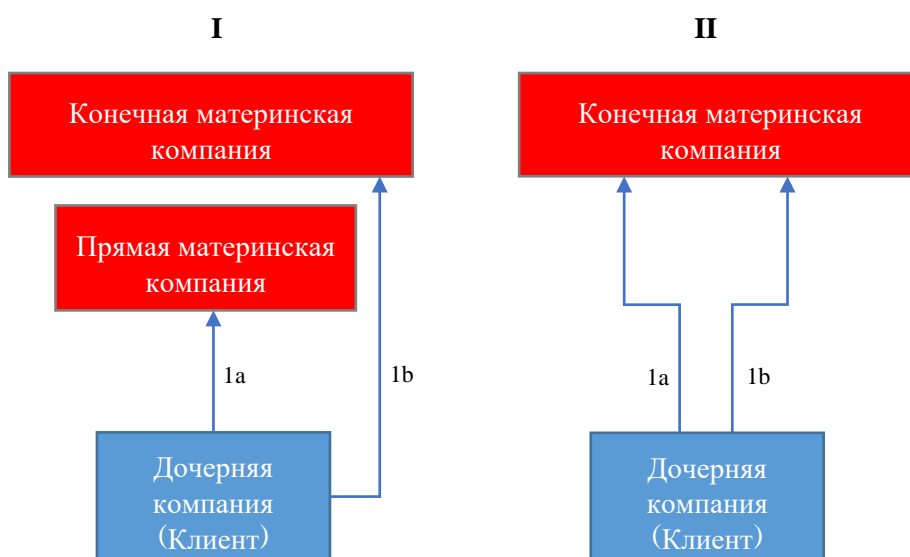 I
II
Конечная материнская
компания
Конечная материнская
компания
Прямая материнская
компания
1a
1b
1a
1b
Дочерняя
компания
(Клиент)
Дочерняя
компания
(Клиент)